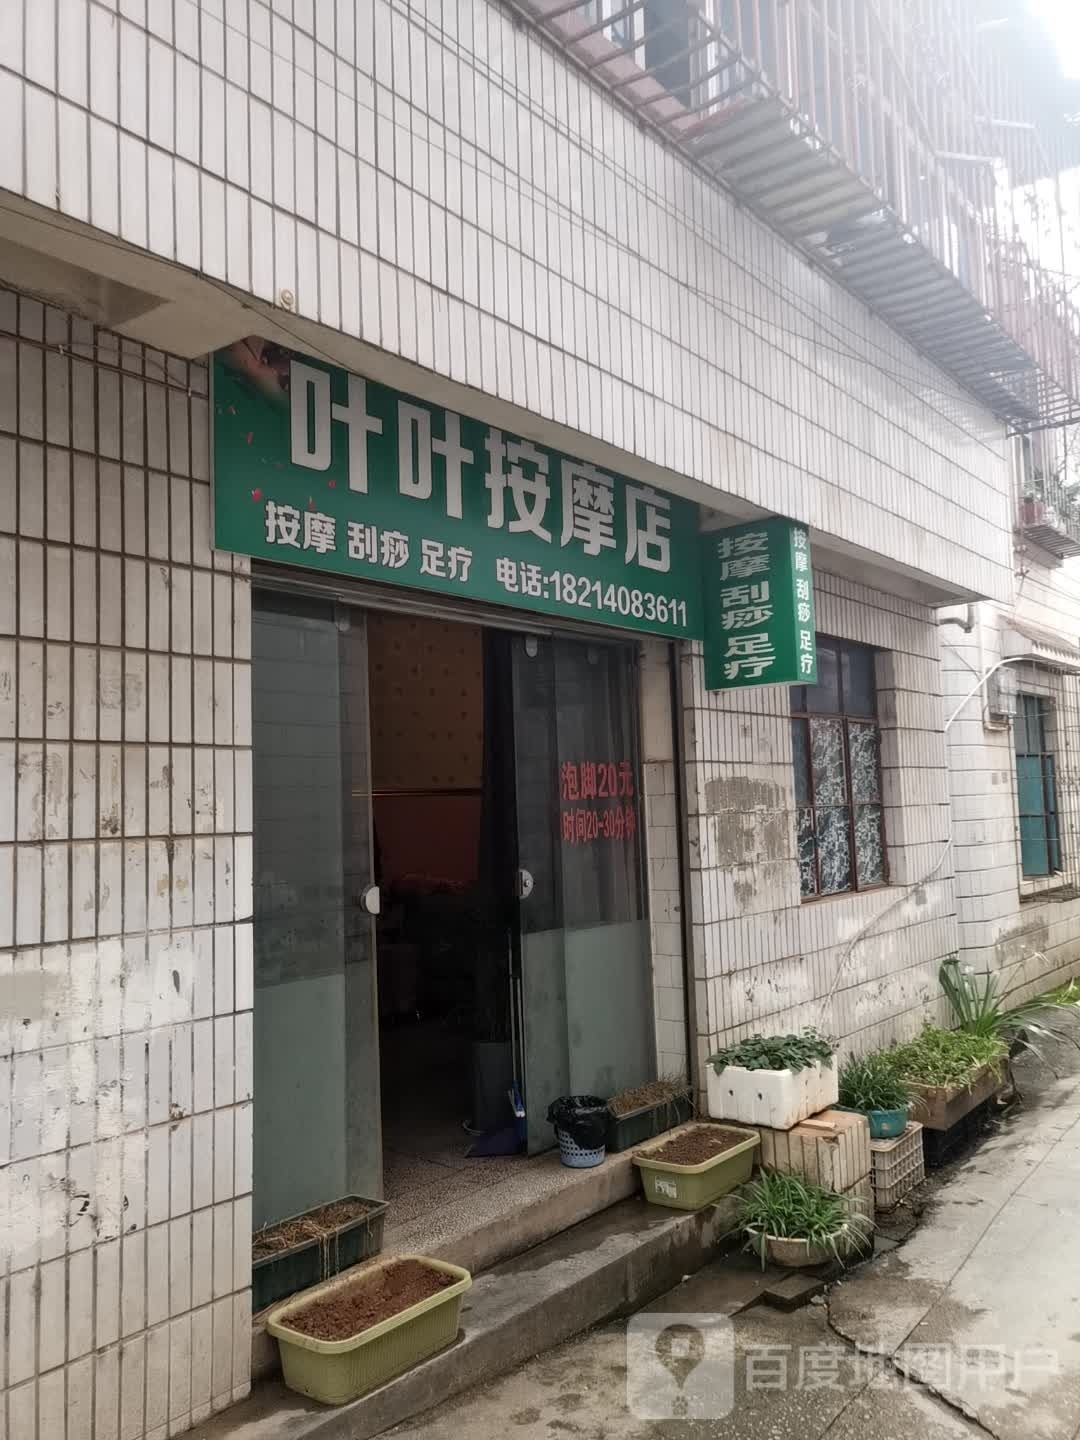 叶叶按摩店
按摩 刮痧 足疗 电话:18214083611
按摩刮痧足疗
按摩 刮痧 足疗
泡脚20元
时间20-30分钟
百度地图用户